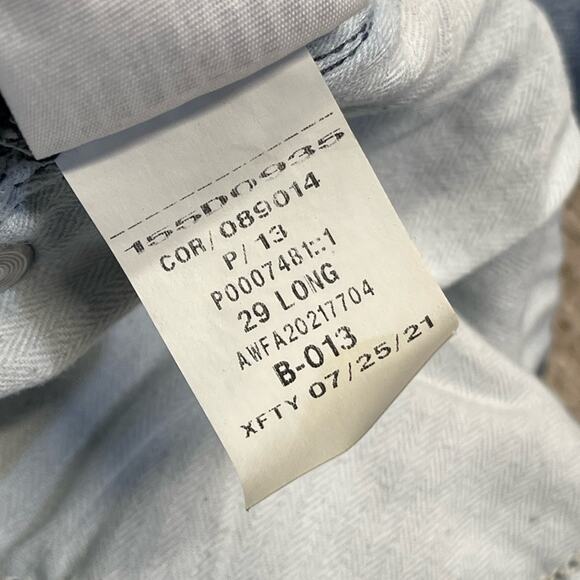 155D0935
COR/089014
P/ 13
P0007481::1
29 LONG
AWFA20217704
B-013
XFTY 07/25/21